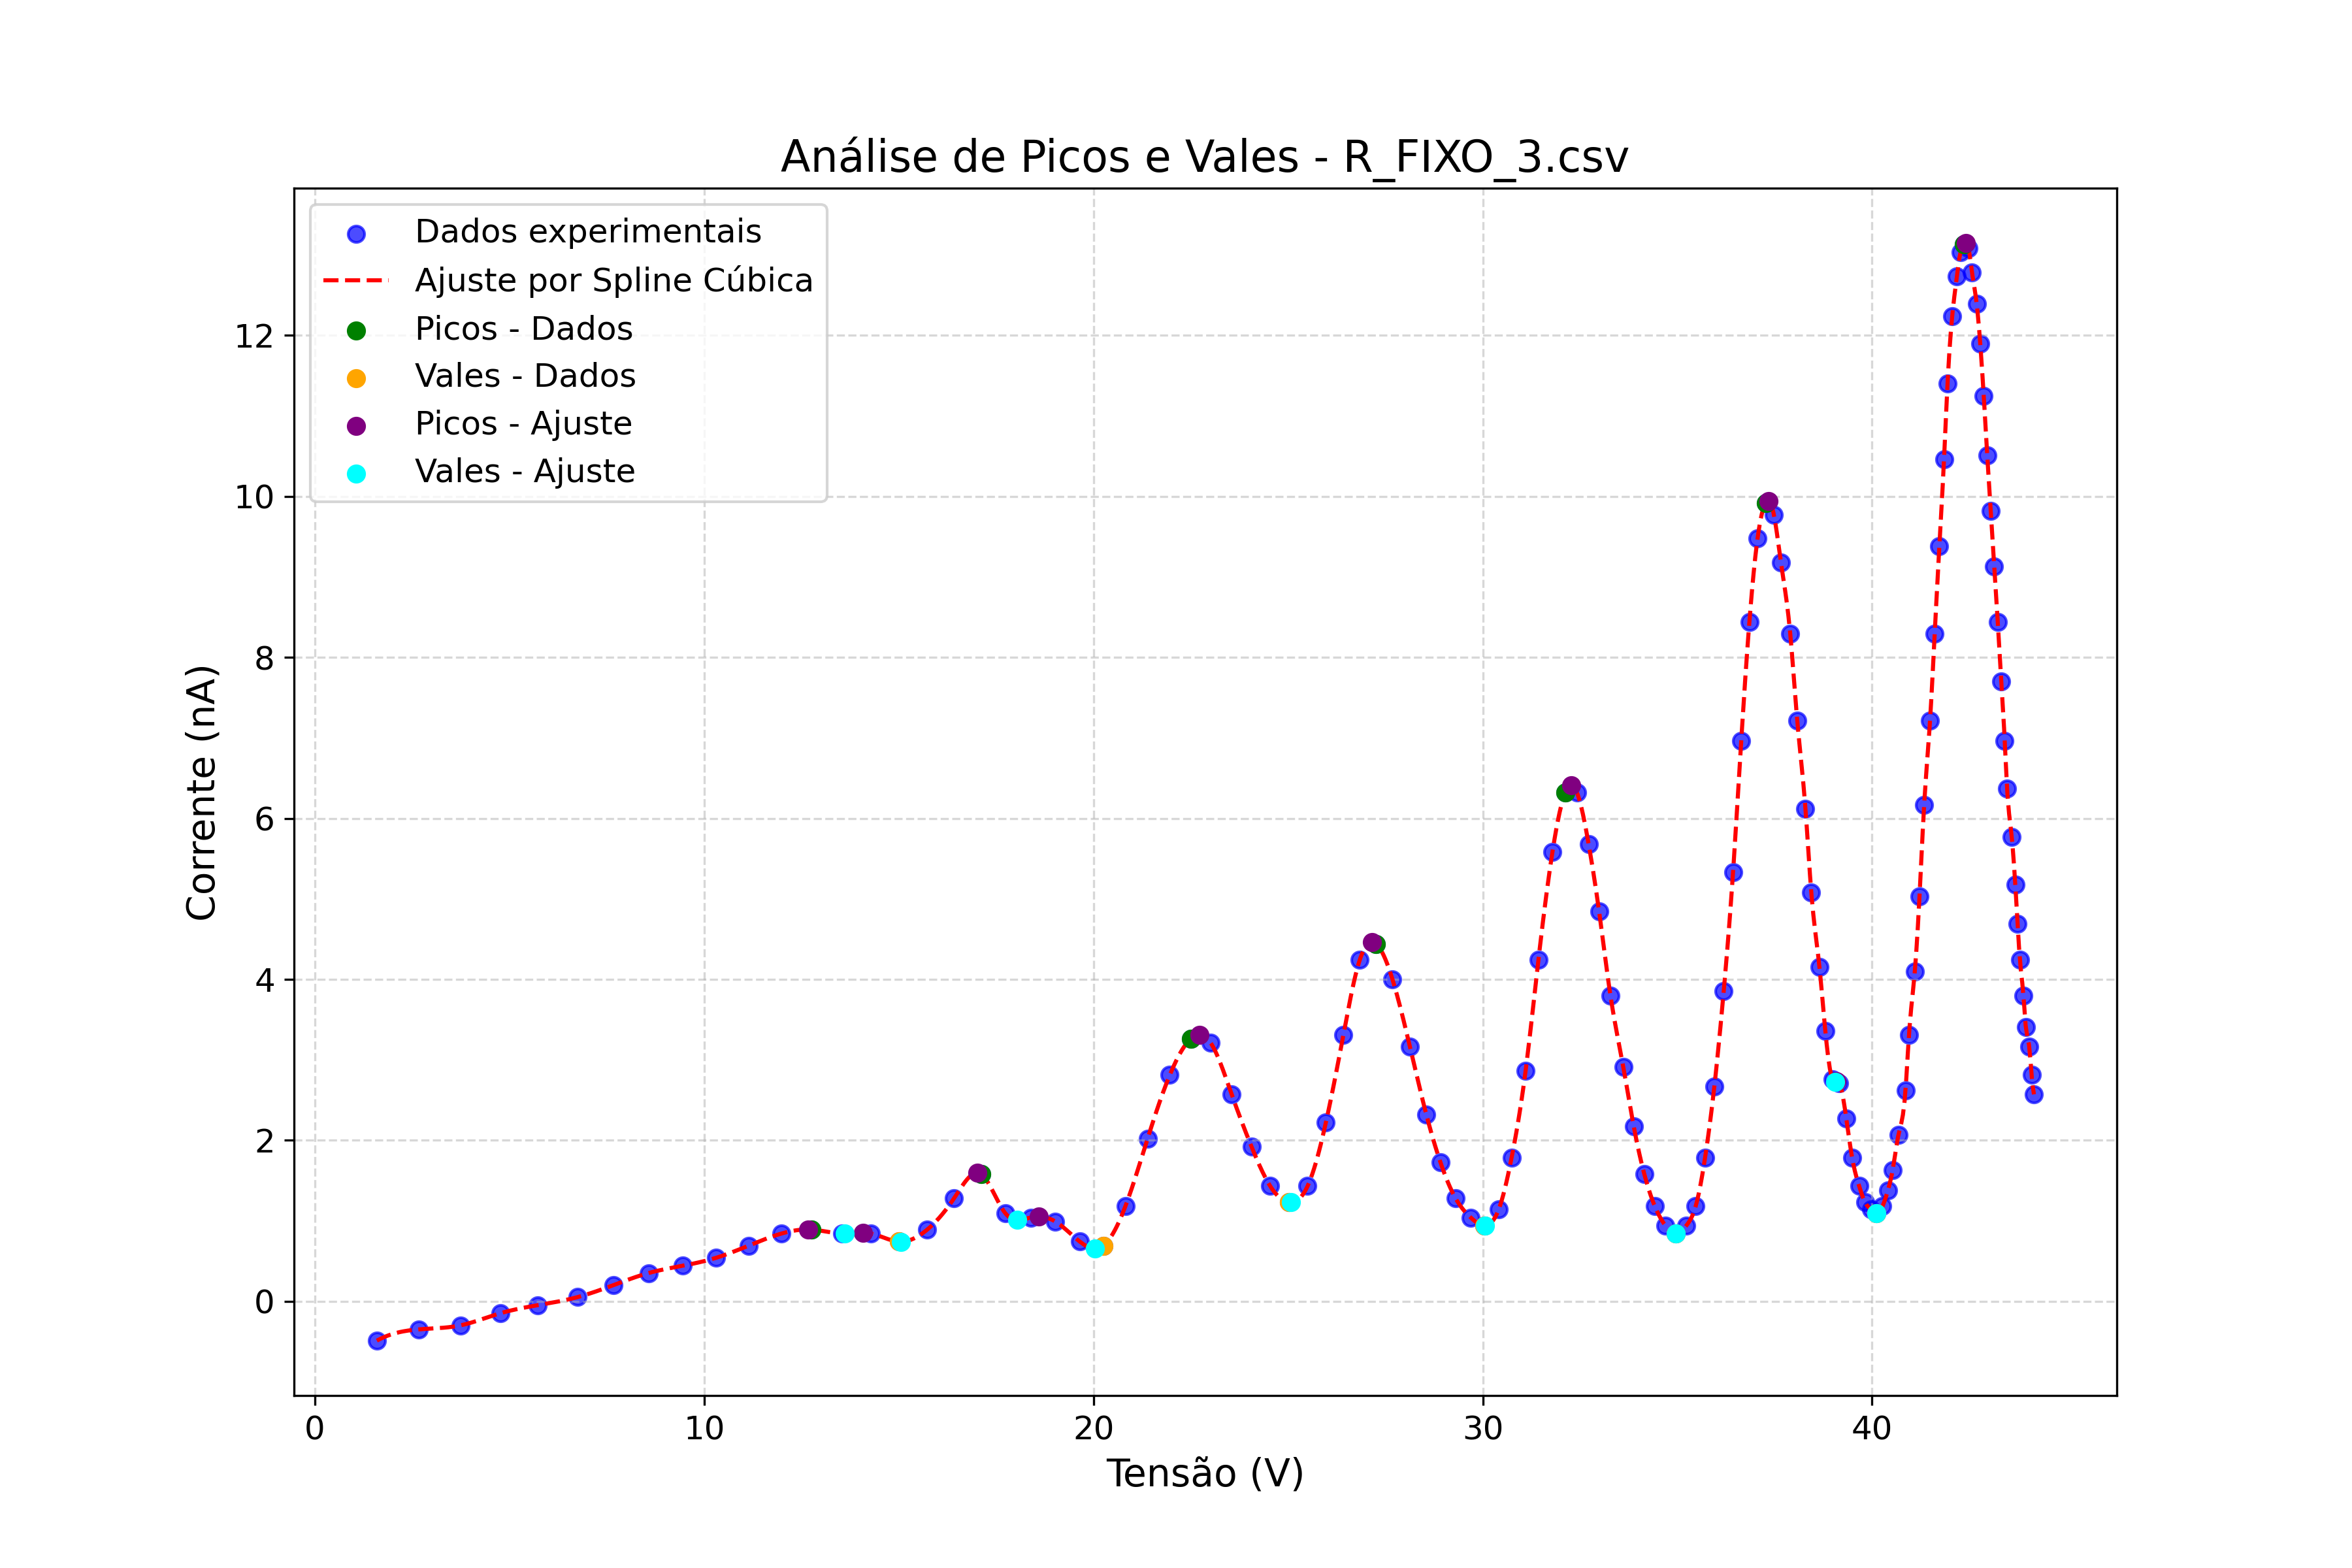 Análise de Picos e Vales - R_FIXO_3.csv
Dados experimentais
Ajuste por Spline Cúbica
Picos - Dados
Vales - Dados
Picos - Ajuste
Vales - Ajuste
12
10
8
6
4
2
0
Corrente (nA)
0 10 20 30 40
Tensão (V)